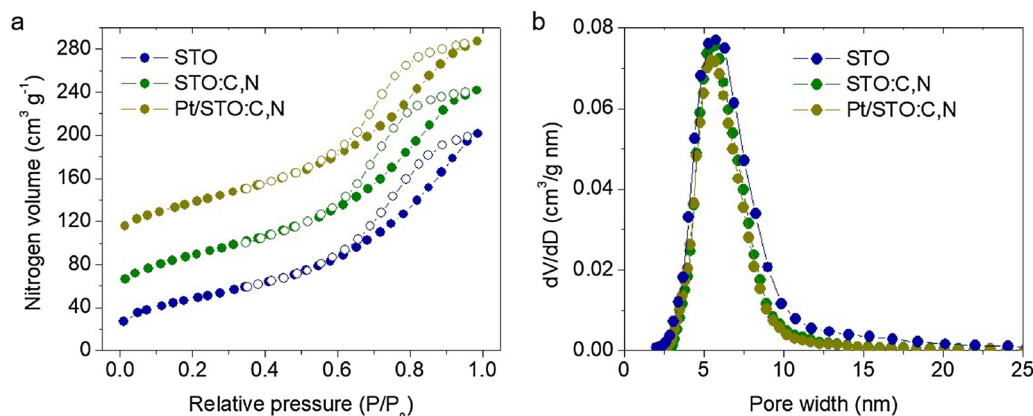 a
Nitrogen volume (cm³ g⁻¹)
280
240
200
160
120
80
40
0
STO
STO:C,N
Pt/STO:C,N
0.0 0.2 0.4 0.6 0.8 1.0
Relative pressure (P/P₀)
b
dV/dD (cm³/g nm)
0.08
0.06
0.04
0.02
0.00
STO
STO:C,N
Pt/STO:C,N
0 5 10 15 20 25
Pore width (nm)